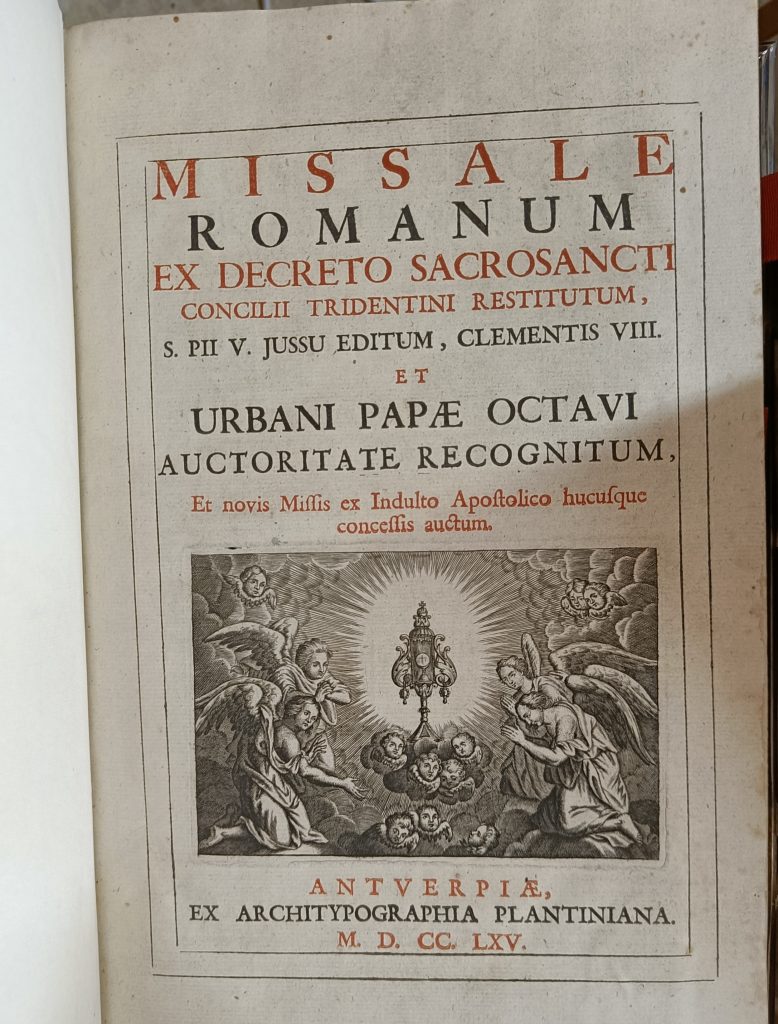 MISSALE
ROMANUM
EX DECRETO SACROSANCTI
CONCILII TRIDENTINI RESTITUTUM,
S. PII V. JUSSU EDITUM, CLEMENTIS VIII.
ET
URBANI PAPÆ OCTAVI
AUCTORITATE RECOGNITUM,
Et novis Miſſis ex Indulto Apoſtolico hucuſque
conceſſis auctum.
ANTVERPIÆ,
EX ARCHITYPOGRAPHIA PLANTINIANA.
M. D. CC. LXV.